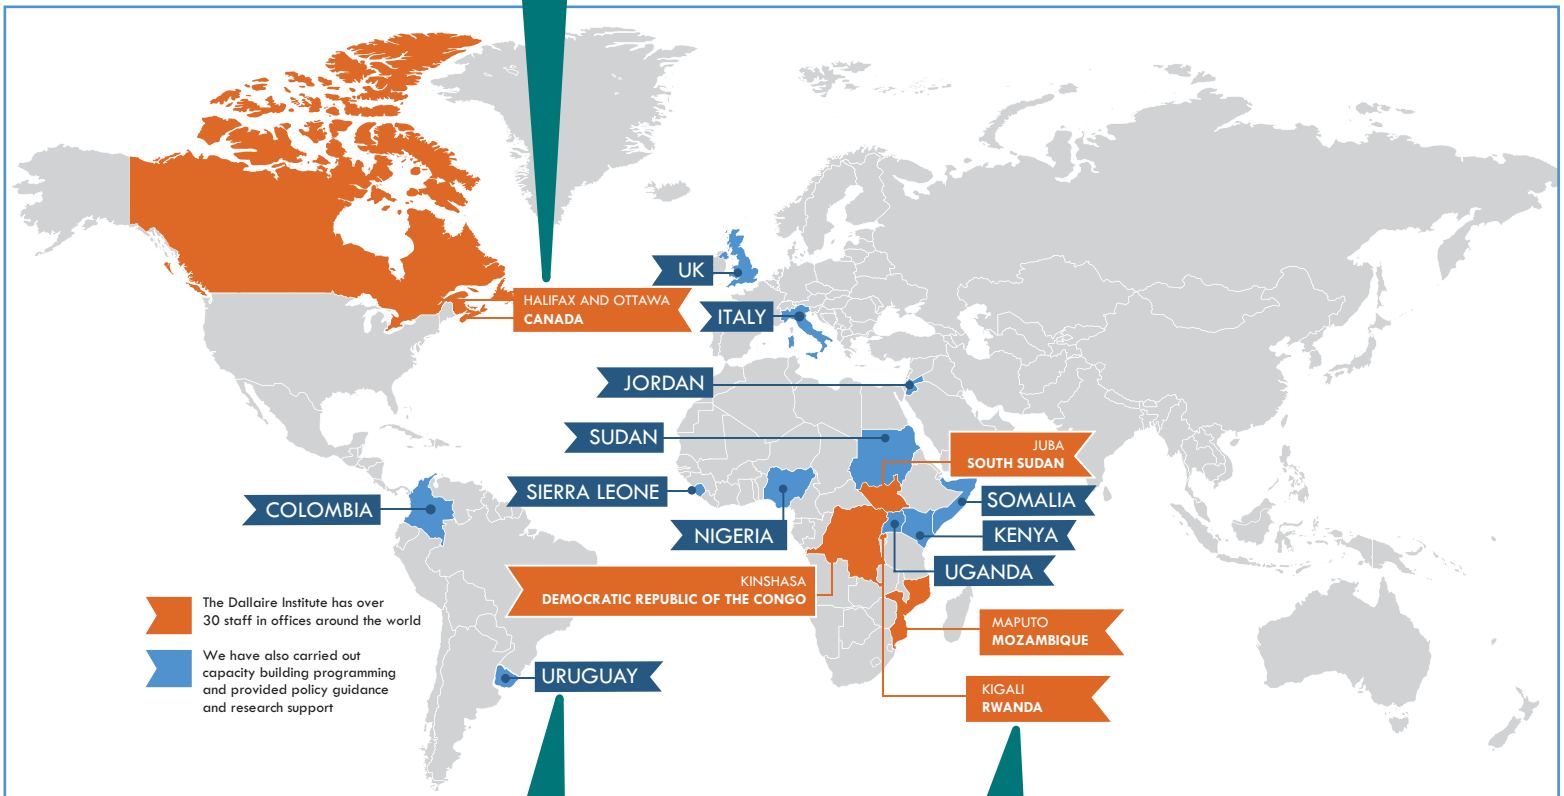 UK
HALIFAX AND OTTAWA
CANADA
ITALY
JORDAN
SUDAN
JUBA
SOUTH SUDAN
SIERRA LEONE
SOMALIA
COLOMBIA
NIGERIA
KENYA
UGANDA
KINSHASA
DEMOCRATIC REPUBLIC OF THE CONGO
The Dallaire Institute has over
30 staff in offices around the world
MAPUTO
MOZAMBIQUE
We have also carried out
capacity building programming
and provided policy guidance
and research support
URUGUAY
KIGALI
RWANDA